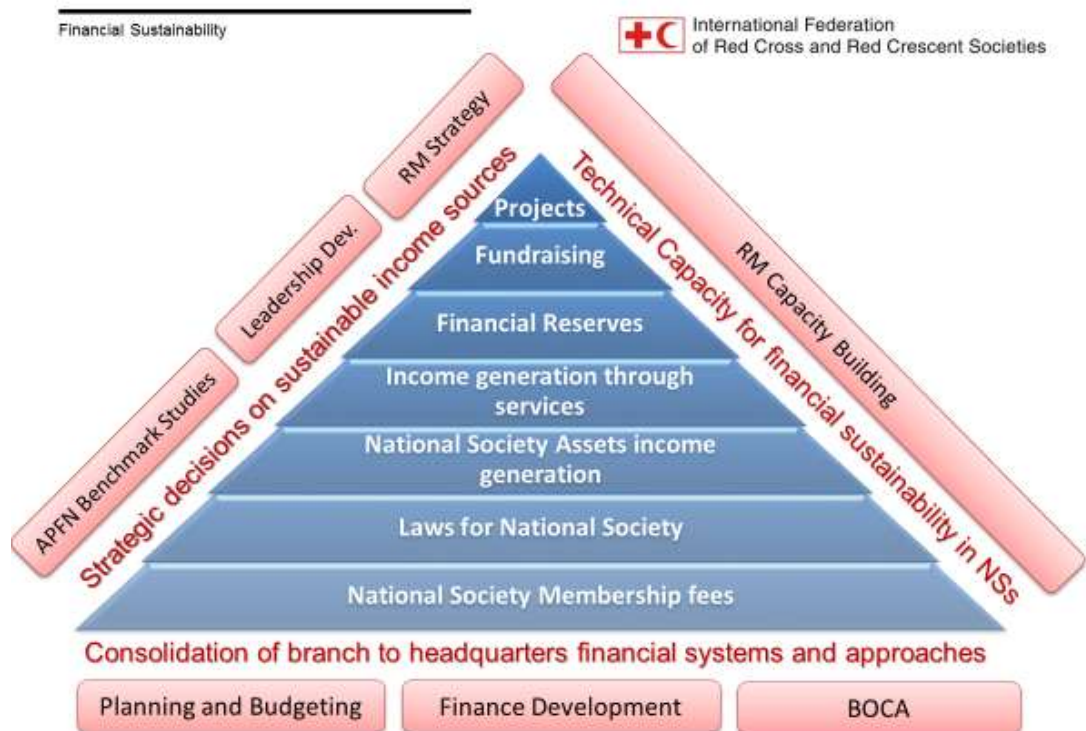 Financial Sustainability
International Federation
of Red Cross and Red Crescent Societies
RM Strategy
Leadership Dev.
APFN Benchmark Studies
Strategic decisions on sustainable income sources
Projects
Fundraising
Financial Reserves
Income generation through
services
National Society Assets income
generation
Laws for National Society
National Society Membership fees
Technical Capacity for financial sustainability in NSs
RM Capacity Building
Consolidation of branch to headquarters financial systems and approaches
Planning and Budgeting
Finance Development
BOCA